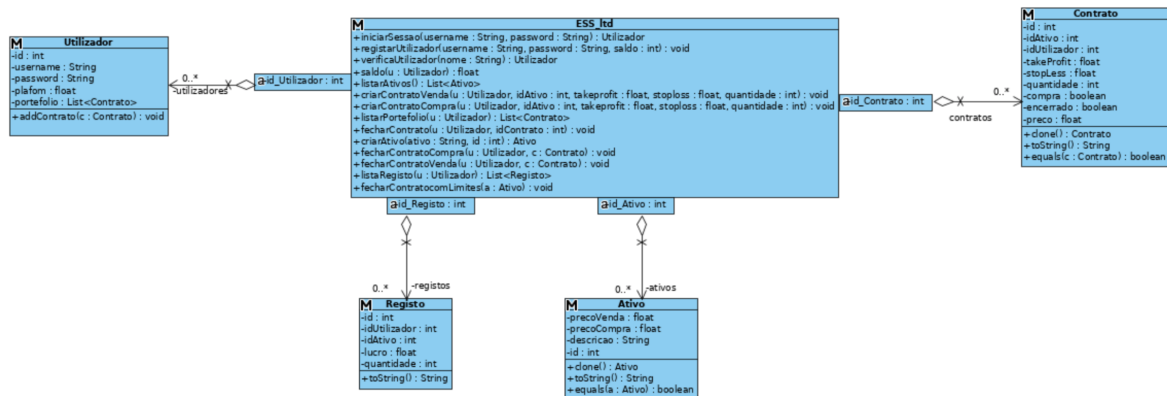 Utilizador
-id : int
-username : String
-password : String
-plafom : float
-portefolio : List<Contrato>
+addContrato(c : Contrato) : void
0..*
-utilizadores
-id_Utilizador : int
ESS_ltd
+iniciarSessao(username : String, password : String) : Utilizador
+registarUtilizador(username : String, password : String, saldo : int) : void
+verificaUtilizador(nome : String) : Utilizador
+saldo(u : Utilizador) : float
+listarAtivos() : List<Ativo>
+criarContratoVenda(u : Utilizador, idAtivo : int, takeprofit : float, stoploss : float, quantidade : int) : void
+criarContratoCompra(u : Utilizador, idAtivo : int, takeprofit : float, stoploss : float, quantidade : int) : void
+listarPortefolio(u : Utilizador) : List<Contrato>
+fecharContrato(u : Utilizador, idContrato : int) : void
+criarAtivo(ativo : String, id : int) : Ativo
+fecharContratoCompra(u : Utilizador, c : Contrato) : void
+fecharContratoVenda(u : Utilizador, c : Contrato) : void
+listaRegisto(u : Utilizador) : List<Registo>
+fecharContratocomLimites(a : Ativo) : void
-id_Contrato : int
0..*
contratos
Contrato
-id : int
-idAtivo : int
-idUtilizador : int
-takeProfit : float
-stopLess : float
-quantidade : int
-compra : boolean
-encerrado : boolean
-preco : float
+clone() : Contrato
+toString() : String
+equals(c : Contrato) : boolean
-id_Registo : int
0..*
-registos
Registo
-id : int
-idUtilizador : int
-idAtivo : int
-lucro : float
-quantidade : int
+toString() : String
-id_Ativo : int
0..*
-ativos
Ativo
-precoVenda : float
-precoCompra : float
-descricao : String
-id : int
+clone() : Ativo
+toString() : String
+equals(a : Ativo) : boolean